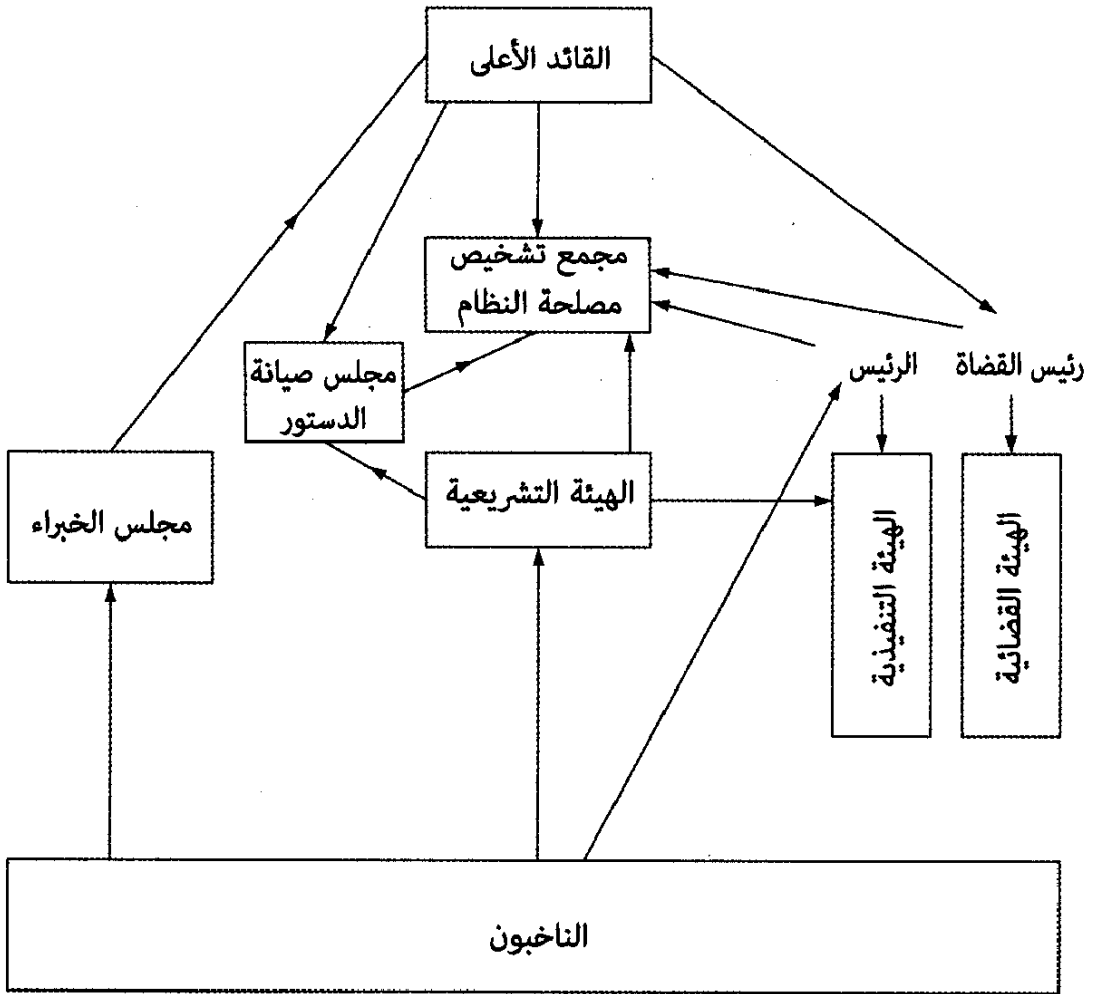 القائد الأعلى
مجمع تشخيص
مصلحة النظام
مجلس صيانة
الدستور
رئيس القضاة
الرئيس
الهيئة التشريعية
مجلس الخبراء
الهيئة التنفيذية
الهيئة القضائية
الناخبون